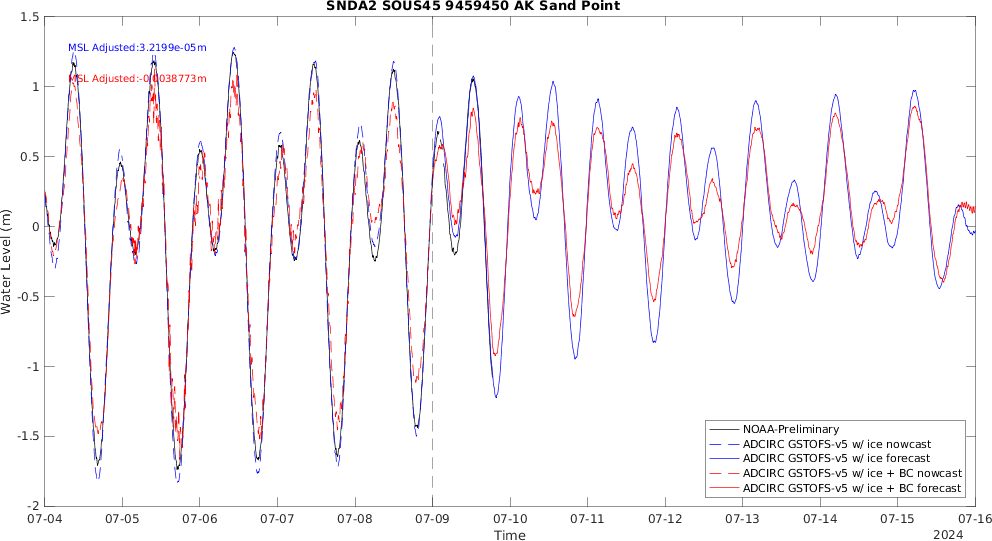 SNDA2 SOUS45 9459450 AK Sand Point
MSL Adjusted:3.2199e-05m
MSL Adjusted:-0.0038773m
Water Level (m)
1.5
1
0.5
0
-0.5
-1
-1.5
-2
NOAA-Preliminary
ADCIRC GSTOFS-v5 w/ ice nowcast
ADCIRC GSTOFS-v5 w/ ice forecast
ADCIRC GSTOFS-v5 w/ ice + BC nowcast
ADCIRC GSTOFS-v5 w/ ice + BC forecast
07-04 07-05 07-06 07-07 07-08 07-09 07-10 07-11 07-12 07-13 07-14 07-15 07-16
Time
2024